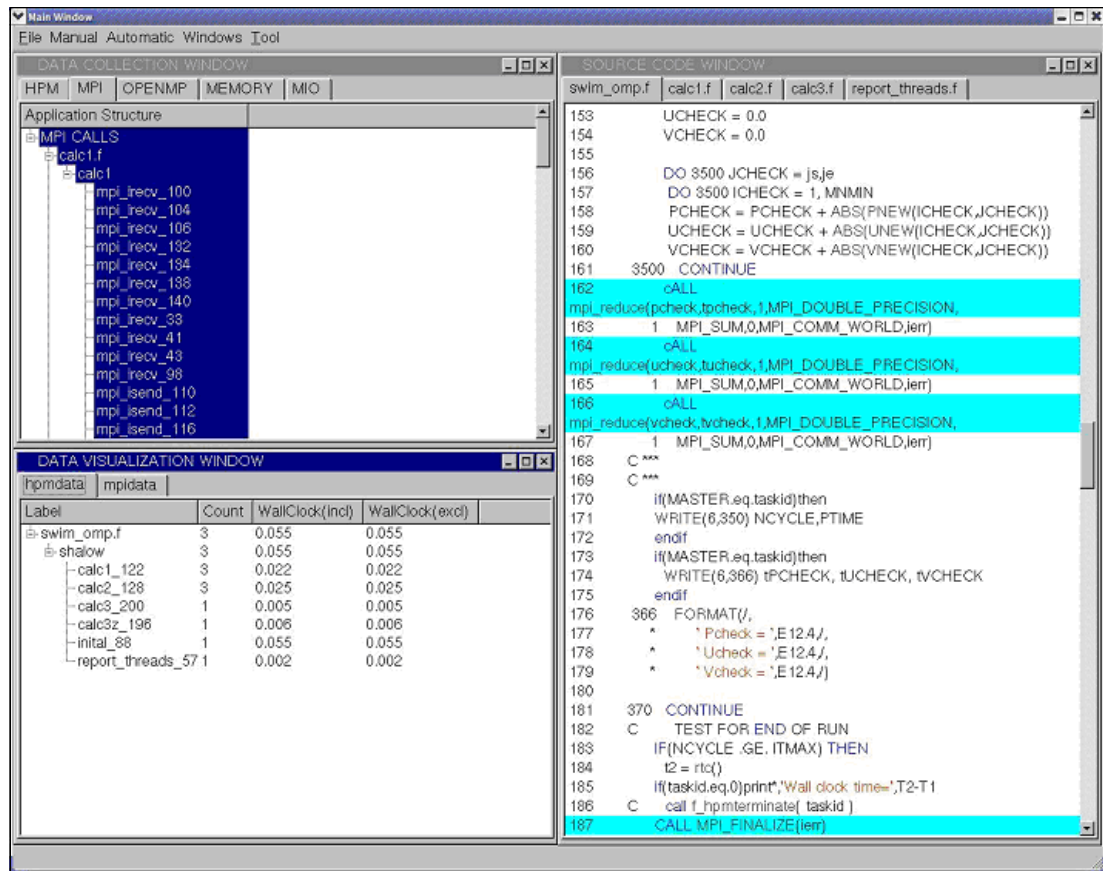 Main Window
File Manual Automatic Windows Tool
DATA COLLECTION WINDOW
HPM MPI OPENMP MEMORY MIO
Application Structure
MPI CALLS
calc1.f
calc1
mpi_irecv_100
mpi_irecv_104
mpi_irecv_106
mpi_irecv_132
mpi_irecv_134
mpi_irecv_138
mpi_irecv_140
mpi_irecv_33
mpi_irecv_41
mpi_irecv_43
mpi_irecv_98
mpi_isend_110
mpi_isend_112
mpi_isend_116
DATA VISUALIZATION WINDOW
hpmdata mpidata
Label Count WallClock(incl) WallClock(excl)
swim_omp.f 3 0.055 0.055
shalow 3 0.055 0.055
calc1_122 3 0.022 0.022
calc2_128 3 0.025 0.025
calc3_200 1 0.005 0.005
calc3z_196 1 0.006 0.006
inital_88 1 0.055 0.055
report_threads_57 1 0.002 0.002
SOURCE CODE WINDOW
swim_omp.f calc1.f calc2.f calc3.f report_threads.f
153 UCHECK = 0.0
154 VCHECK = 0.0
155
156 DO 3500 JCHECK = js,je
157 DO 3500 ICHECK = 1, MNMIN
158 PCHECK = PCHECK + ABS(PNEW(ICHECK,JCHECK))
159 UCHECK = UCHECK + ABS(UNEW(ICHECK,JCHECK))
160 VCHECK = VCHECK + ABS(VNEW(ICHECK,JCHECK))
161 3500 CONTINUE
162 cALL
mpi_reduce(pcheck,tpcheck,1,MPI_DOUBLE_PRECISION,
163 1 MPI_SUM,0,MPI_COMM_WORLD,ierr)
164 cALL
mpi_reduce(ucheck,tucheck,1,MPI_DOUBLE_PRECISION,
165 1 MPI_SUM,0,MPI_COMM_WORLD,ierr)
166 cALL
mpi_reduce(vcheck,tvcheck,1,MPI_DOUBLE_PRECISION,
167 1 MPI_SUM,0,MPI_COMM_WORLD,ierr)
168 C ***
169 C ***
170 if(MASTER.eq.taskid)then
171 WRITE(6,350) NCYCLE,PTIME
172 endif
173 if(MASTER.eq.taskid)then
174 WRITE(6,366) tPCHECK, tUCHECK, tVCHECK
175 endif
176 366 FORMAT(/,
177 * ' Pcheck = ',E12.4,/,
178 * ' Ucheck = ',E12.4,/,
179 * ' Vcheck = ',E12.4,/)
180
181 370 CONTINUE
182 C TEST FOR END OF RUN
183 IF(NCYCLE .GE. ITMAX) THEN
184 t2 = rtc()
185 if(taskid.eq.0)print*,'Wall clock time=',T2-T1
186 C call f_hpmterminate( taskid )
187 CALL MPI_FINALIZE(ierr)